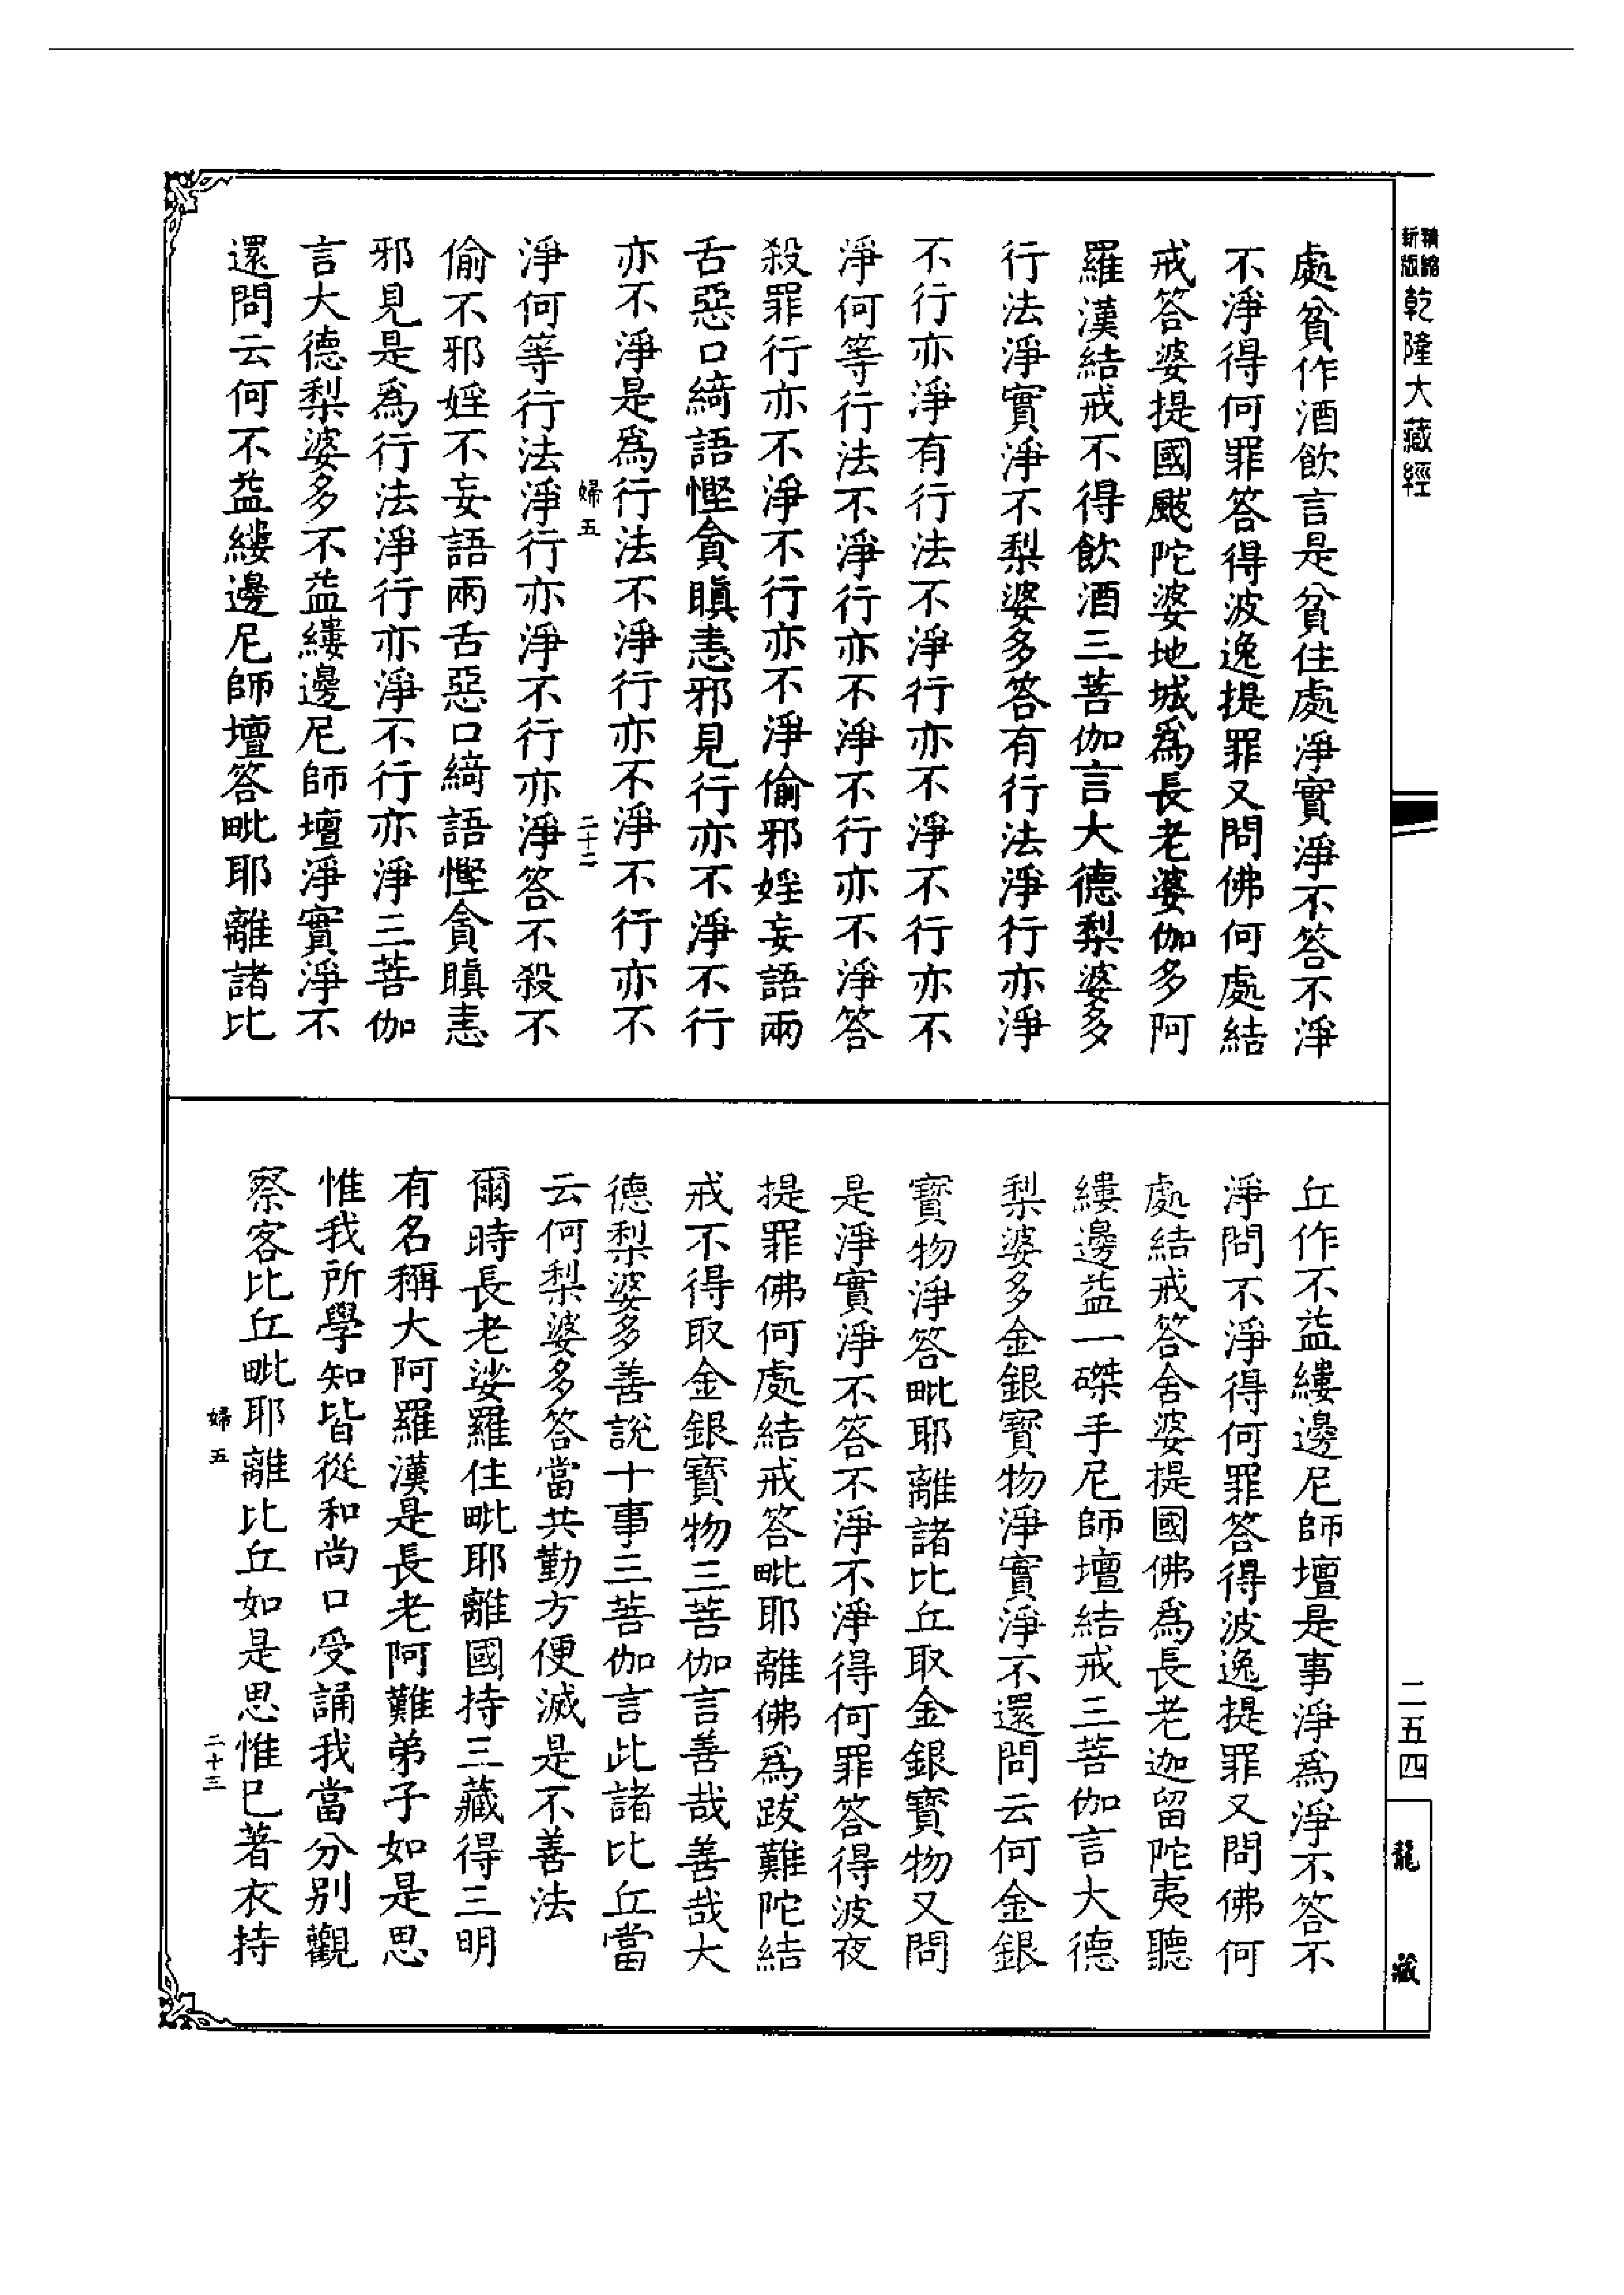 精縮新版乾隆大藏經
處貧作酒飲言是貧住處淨實淨不答不淨
不淨得何罪答得波逸提罪又問佛何處結
戒答婆提國颰陀婆地城爲長老婆伽多阿
羅漢結戒不得飲酒三菩伽言大德梨婆多
行法淨實淨不梨婆多答有行法淨行亦淨
不行亦淨有行法不淨行亦不淨不行亦不
淨何等行法不淨行亦不淨不行亦不淨答
殺罪行亦不淨不行亦不淨偷邪婬妄語兩
舌惡口綺語慳貪瞋恚邪見行亦不淨不行
亦不淨是爲行法不淨行亦不淨不行亦不
婦五 二十二
淨何等行法淨行亦淨不行亦淨答不殺不
偷不邪婬不妄語兩舌惡口綺語慳貪瞋恚
邪見是爲行法淨行亦淨不行亦淨三菩伽
言大德梨婆多不益縷邊尼師壇淨實淨不
還問云何不益縷邊尼師壇答毗耶離諸比
丘作不益縷邊尼師壇是事淨爲淨不答不
淨問不淨得何罪答得波逸提罪又問佛何
處結戒答舍婆提國佛爲長老迦留陀夷聽
縷邊益一磔手尼師壇結戒三菩伽言大德
梨婆多金銀寶物淨實淨不還問云何金銀
寶物淨答毗耶離諸比丘取金銀寶物又問
是淨實淨不答不淨不淨得何罪答得波夜
提罪佛何處結戒答毗耶離佛爲跋難陀結
戒不得取金銀寶物三菩伽言善哉善哉大
德梨婆多善說十事三菩伽言此諸比丘當
云何梨婆多答當共勤方便滅是不善法
爾時長老娑羅住毗耶離國持三藏得三明
有名稱大阿羅漢是長老阿難弟子如是思
惟我所學知皆從和尚口受誦我當分別觀
察客比丘毗耶離比丘如是思惟已著衣持
婦五 二十三
二五四
龍藏